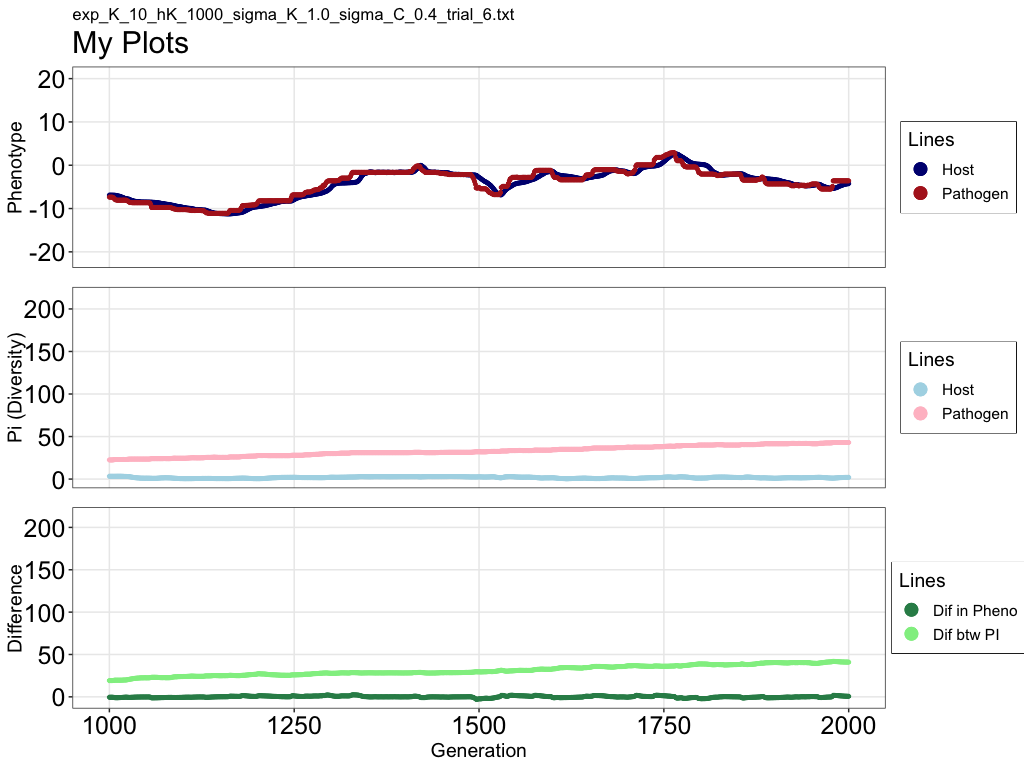 exp_K_10_hK_1000_sigma_K_1.0_sigma_C_0.4_trial_6.txt
My Plots
Phenotype
20
10
0
-10
-20
Lines
Host
Pathogen
Pi (Diversity)
200
150
100
50
0
Lines
Host
Pathogen
Difference
200
150
100
50
0
Lines
Dif in Pheno
Dif btw PI
1000 1250 1500 1750 2000
Generation